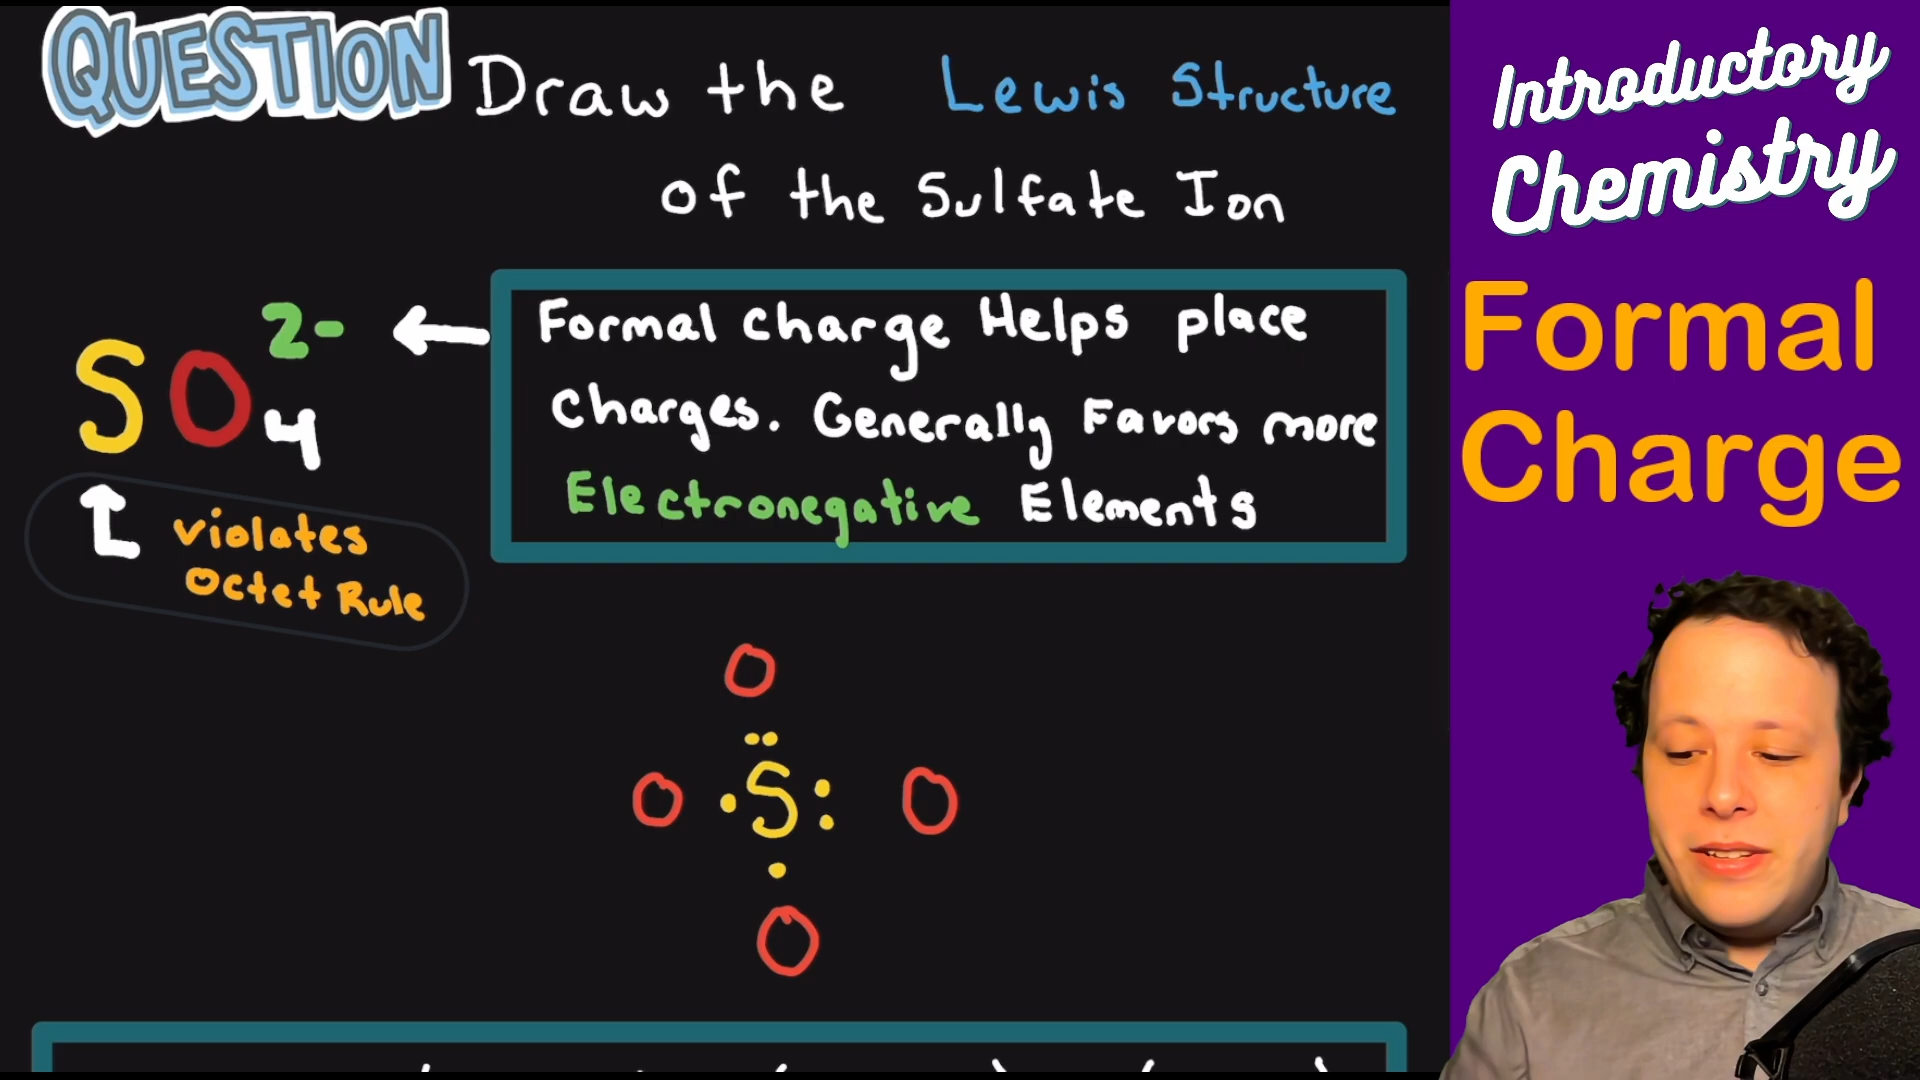 QUESTION Draw the Lewis Structure
of the Sulfate Ion
SO4 2-
Formal charge Helps place
charges. Generally Favors more
Electronegative Elements
violates
Octet Rule
O
O S O
O
Introductory
Chemistry
Formal
Charge